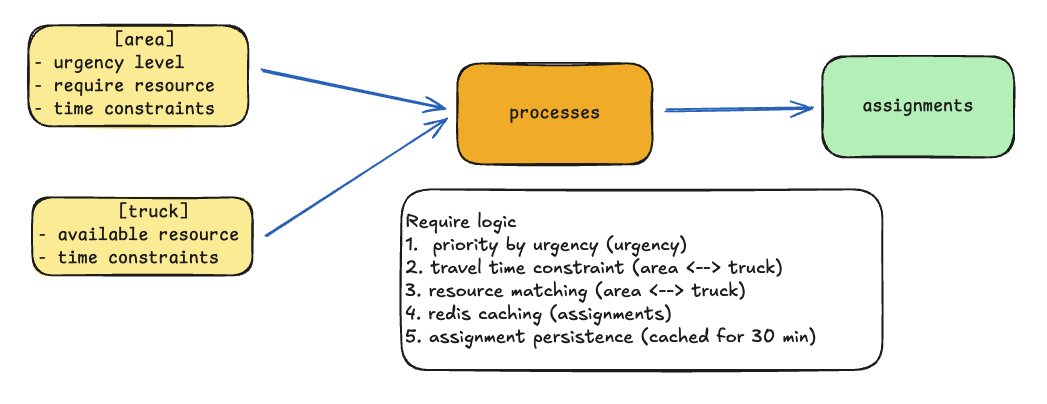 [area]
- urgency level
- require resource
- time constraints
processes
assignments
[truck]
- available resource
- time constraints
Require logic
1. priority by urgency (urgency)
2. travel time constraint (area <--> truck)
3. resource matching (area <--> truck)
4. redis caching (assignments)
5. assignment persistence (cached for 30 min)